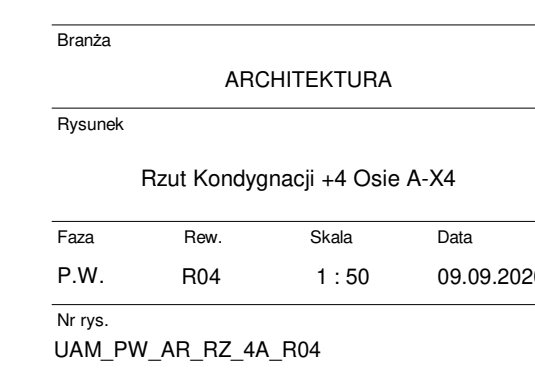 Branża
ARCHITEKTURA
Rysunek
Rzut Kondygnacji +4 Osie A-X4
Faza Rew. Skala Data
P.W. R04 1 : 50 09.09.2020
Nr rys.
UAM_PW_AR_RZ_4A_R04